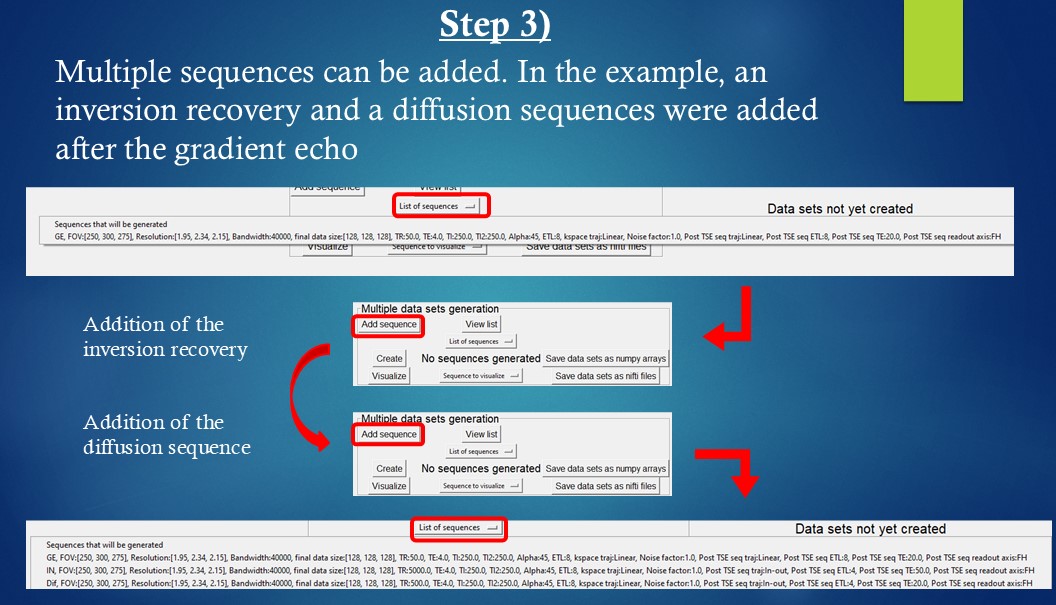 Step 3)
Multiple sequences can be added. In the example, an
inversion recovery and a diffusion sequences were added
after the gradient echo
Add sequence View list
List of sequences
Data sets not yet created
Sequences that will be generated
GE, FOV:[250, 300, 275], Resolution:[1.95, 2.34, 2.15], Bandwidth:40000, final data size:[128, 128, 128], TR:50.0, TE:4.0, TI:250.0, TI2:250.0, Alpha:45, ETL:8, kspace traj:Linear, Noise factor:1.0, Post TSE seq traj:Linear, Post TSE seq ETL:8, Post TSE seq TE:20.0, Post TSE seq readout axis:FH
Visualize Sequence to visualize Save data sets as nifti files
Addition of the
inversion recovery
Multiple data sets generation
Add sequence View list
List of sequences
Create No sequences generated Save data sets as numpy arrays
Visualize Sequence to visualize Save data sets as nifti files
Addition of the
diffusion sequence
Multiple data sets generation
Add sequence View list
List of sequences
Create No sequences generated Save data sets as numpy arrays
Visualize Sequence to visualize Save data sets as nifti files
List of sequences
Data sets not yet created
Sequences that will be generated
GE, FOV:[250, 300, 275], Resolution:[1.95, 2.34, 2.15], Bandwidth:40000, final data size:[128, 128, 128], TR:50.0, TE:4.0, TI:250.0, TI2:250.0, Alpha:45, ETL:8, kspace traj:Linear, Noise factor:1.0, Post TSE seq traj:Linear, Post TSE seq ETL:8, Post TSE seq TE:20.0, Post TSE seq readout axis:FH
IN, FOV:[250, 300, 275], Resolution:[1.95, 2.34, 2.15], Bandwidth:40000, final data size:[128, 128, 128], TR:5000.0, TE:4.0, TI:250.0, TI2:250.0, Alpha:45, ETL:8, kspace traj:Linear, Noise factor:1.0, Post TSE seq traj:In-out, Post TSE seq ETL:4, Post TSE seq TE:50.0, Post TSE seq readout axis:FH
Dif, FOV:[250, 300, 275], Resolution:[1.95, 2.34, 2.15], Bandwidth:40000, final data size:[128, 128, 128], TR:500.0, TE:4.0, TI:250.0, TI2:250.0, Alpha:45, ETL:8, kspace traj:Linear, Noise factor:1.0, Post TSE seq traj:In-out, Post TSE seq ETL:4, Post TSE seq TE:20.0, Post TSE seq readout axis:FH